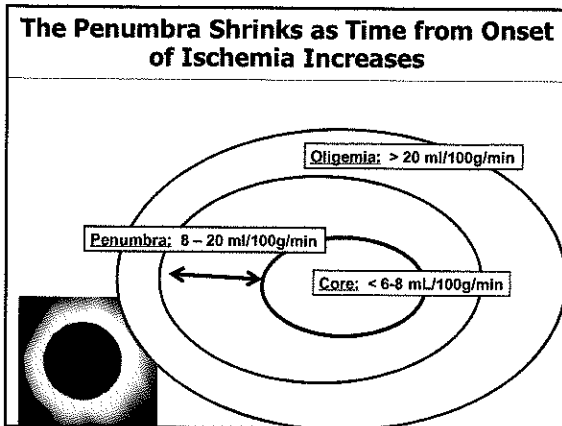 The Penumbra Shrinks as Time from Onset
of Ischemia Increases
Oligemia: > 20 ml/100g/min
Penumbra: 8 – 20 ml/100g/min
Core: < 6-8 mL/100g/min